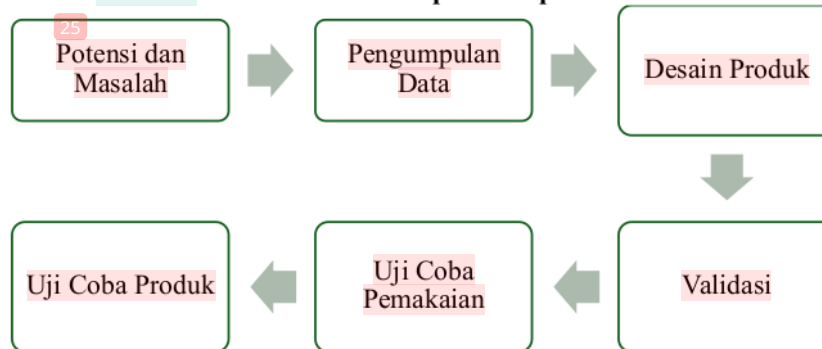 25
Potensi dan
Masalah
Pengumpulan
Data
Desain Produk
Uji Coba Produk
Uji Coba
Pemakaian
Validasi